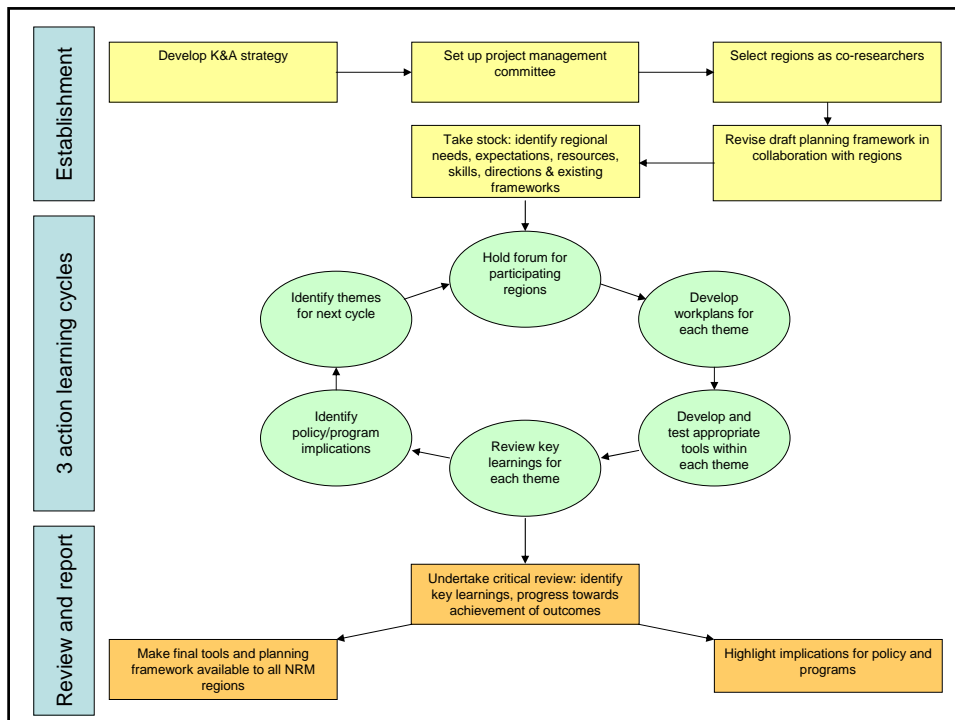 Establishment
Develop K&A strategy
Set up project management
committee
Select regions as co-researchers
Take stock: identify regional
needs, expectations, resources,
skills, directions & existing
frameworks
Revise draft planning framework in
collaboration with regions
3 action learning cycles
Hold forum for
participating
regions
Identify themes
for next cycle
Develop
workplans for
each theme
Identify
policy/program
implications
Review key
learnings for
each theme
Develop and
test appropriate
tools within
each theme
Review and report
Undertake critical review: identify
key learnings, progress towards
achievement of outcomes
Make final tools and planning
framework available to all NRM
regions
Highlight implications for policy and
programs